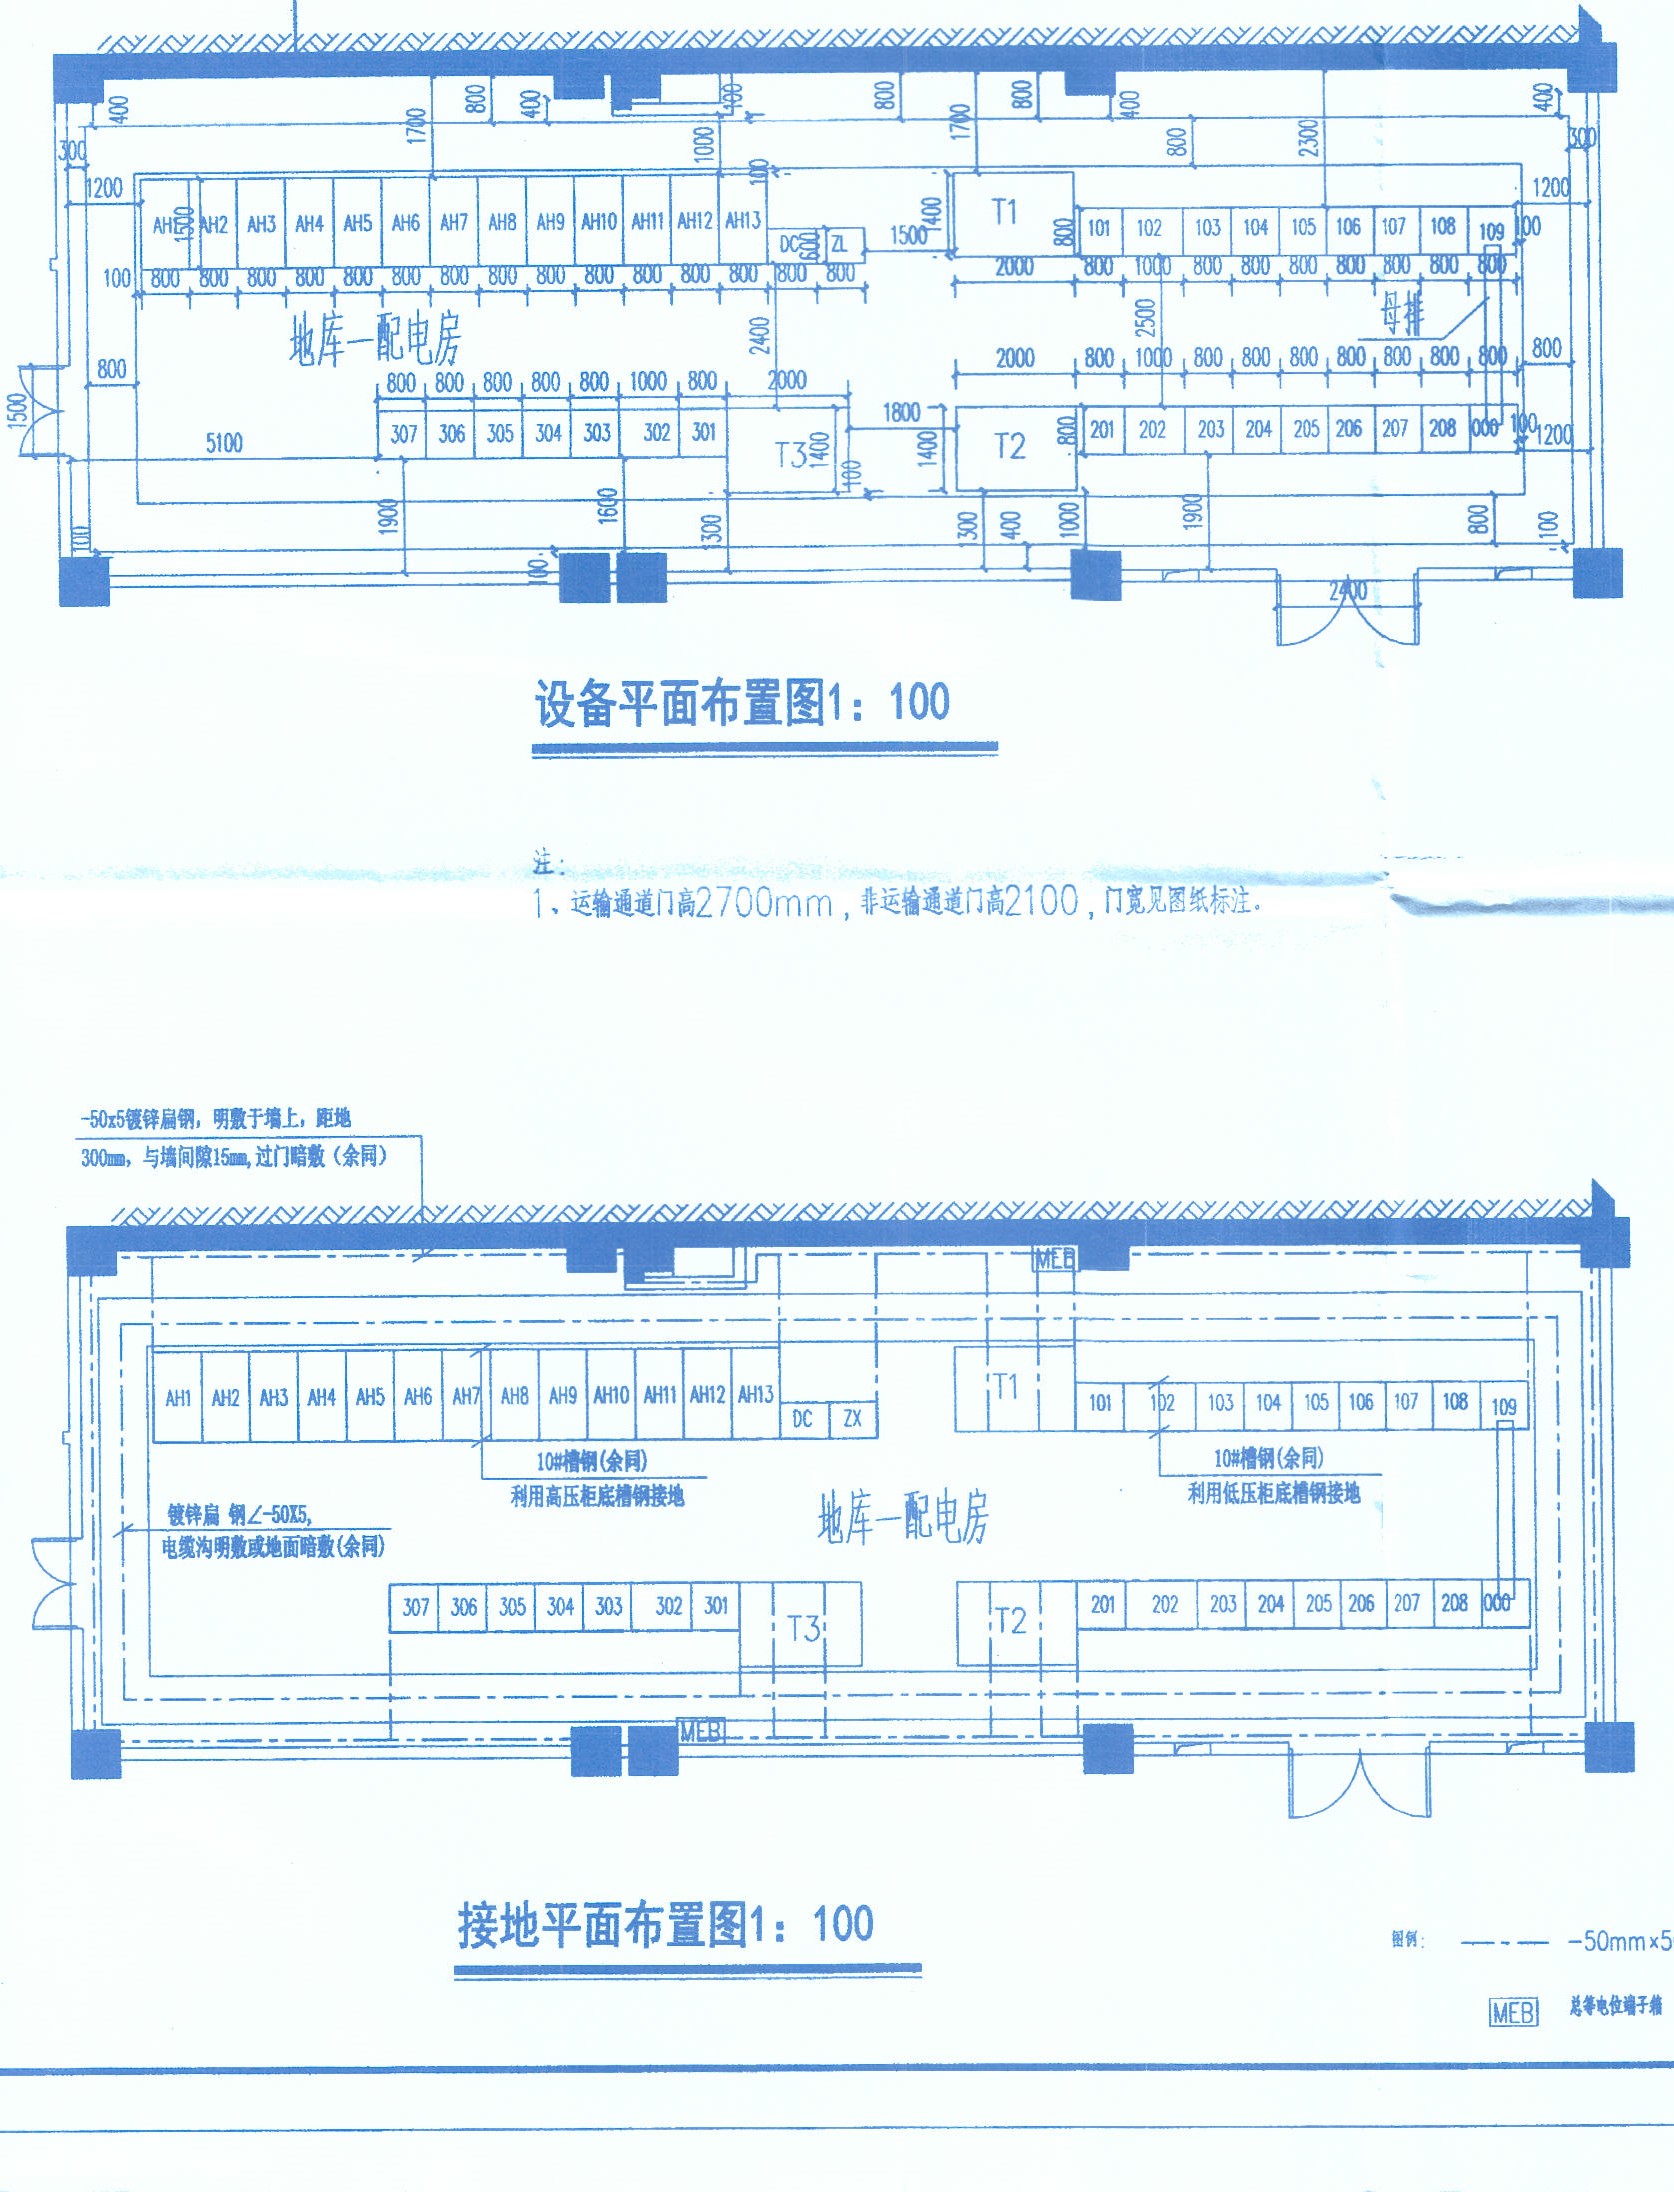 400 800 400 100 800 1700 800 400 800 2300 400
1700 1000
300 300
1200 100 1200
AH1 AH2 AH3 AH4 AH5 AH6 AH7 AH8 AH9 AH10 AH11 AH12 AH13
1500
DC ZL
600
1500
1400 T1 800
101 102 103 104 105 106 107 108 109
100
100 800 800 800 800 800 800 800 800 800 800 800 800 800 800 800
2000 800 1000 800 800 800 800 800 800 800
地库一配电房
母排
2400 2500
800 800
2000 800 1000 800 800 800 800 800 800 800
800 800 800 800 800 1000 800 2000
1500
1800
5100
307 306 305 304 303 302 301
T3 1400 100
1400 T2 800
201 202 203 204 205 206 207 208 000
100 1200
100 1900 1600 300 300 400 1000 1900 800 100
100
2400
设备平面布置图1：100
注：
1、运输通道门高2700mm，非运输通道门高2100，门宽见图纸标注。
-50x5镀锌扁钢，明敷于墙上，距地
300mm，与墙间隙15mm,过门暗敷（余同）
MEB
AH1 AH2 AH3 AH4 AH5 AH6 AH7 AH8 AH9 AH10 AH11 AH12 AH13
DC ZX
T1
101 102 103 104 105 106 107 108 109
10#槽钢(余同)
利用高压柜底槽钢接地
10#槽钢(余同)
利用低压柜底槽钢接地
地库一配电房
镀锌扁 钢∠-50X5,
电缆沟明敷或地面暗敷(余同)
307 306 305 304 303 302 301
T3
T2
201 202 203 204 205 206 207 208 000
MEB
接地平面布置图1：100
图例：
-50mm×5
MEB
总等电位端子箱